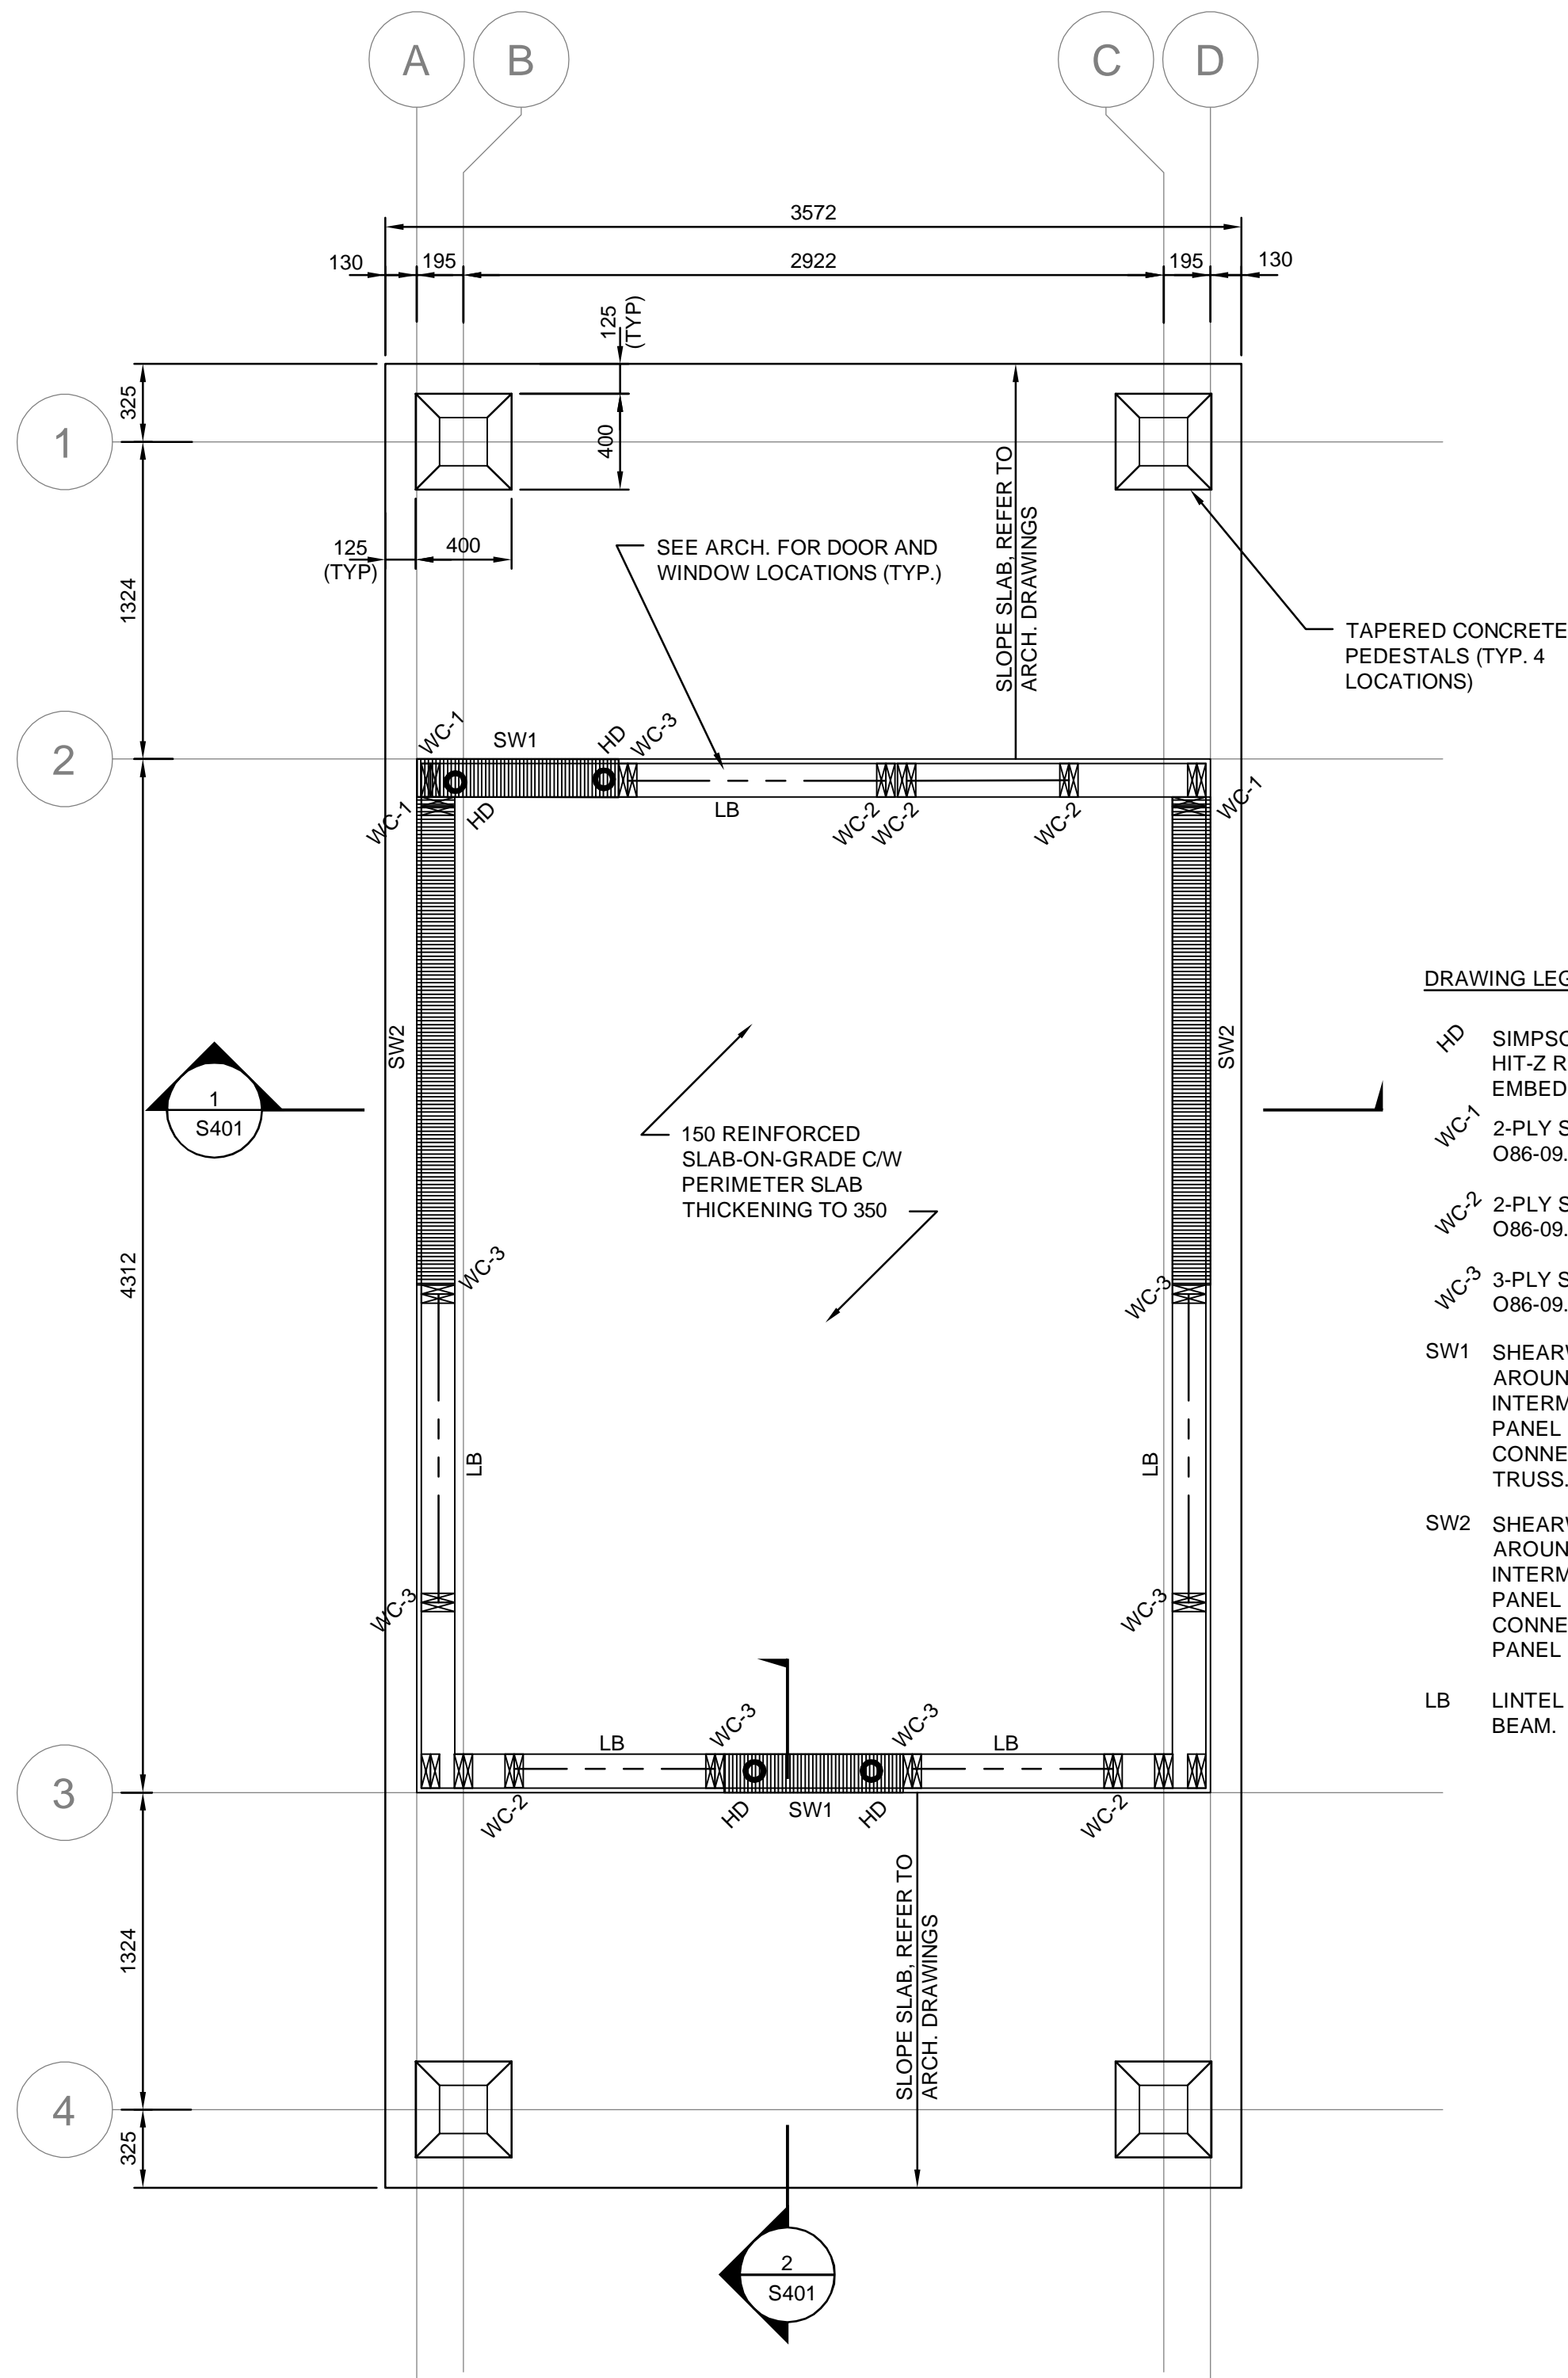 A
B
C
D
3572
130
195
2922
195
130
125
(TYP)
325
1
400
SLOPE SLAB, REFER TO
ARCH. DRAWINGS
125
(TYP)
400
SEE ARCH. FOR DOOR AND
WINDOW LOCATIONS (TYP.)
1324
TAPERED CONCRETE
PEDESTALS (TYP. 4
LOCATIONS)
2
WC-1
SW1
HD
WC-3
WC-1
HD
LB
WC-2
WC-2
WC-2
WC-1
SW2
SW2
1
S401
150 REINFORCED
SLAB-ON-GRADE C/W
PERIMETER SLAB
THICKENING TO 350
4312
WC-3
WC-3
LB
LB
WC-3
WC-3
LB
WC-3
WC-3
LB
3
WC-2
HD
SW1
HD
WC-2
1324
SLOPE SLAB, REFER TO
ARCH. DRAWINGS
4
325
2
S401
DRAWING LEG
HD
SIMPSO
HIT-Z R
EMBED
WC-1
2-PLY S
O86-09.
WC-2
2-PLY S
O86-09.
WC-3
3-PLY S
O86-09.
SW1
SHEARW
AROUN
INTERM
PANEL
CONNE
TRUSS.
SW2
SHEARW
AROUN
INTERM
PANEL
CONNE
PANEL
LB
LINTEL
BEAM.